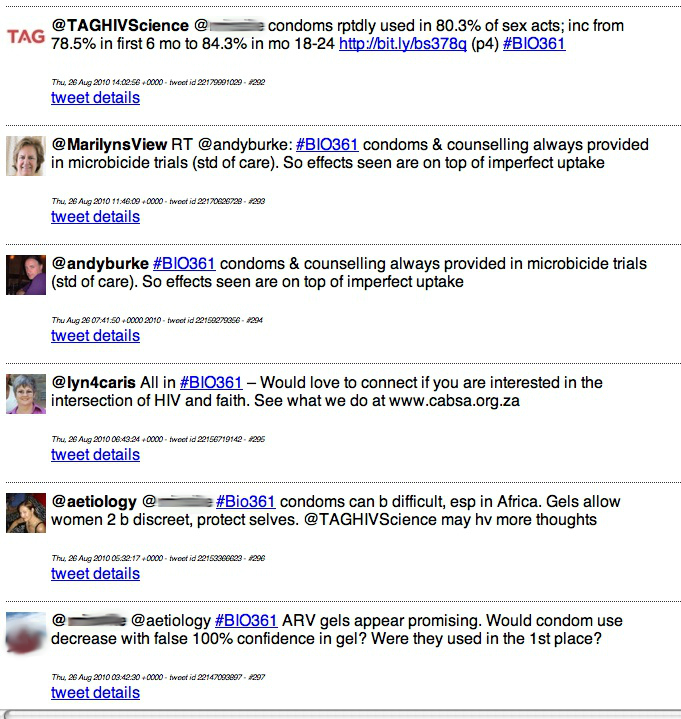 TAG
@TAGHIVScience @ condoms rptdly used in 80.3% of sex acts; inc from
78.5% in first 6 mo to 84.3% in mo 18-24 http://bit.ly/bs378q (p4) #BIO361
Thu, 26 Aug 2010 14:02:56 +0000 - tweet id 22179991029 - #292
tweet details
@MarilynsView RT @andyburke: #BIO361 condoms & counselling always provided
in microbicide trials (std of care). So effects seen are on top of imperfect uptake
Thu, 26 Aug 2010 11:46:09 +0000 - tweet id 22170626728 - #293
tweet details
@andyburke #BIO361 condoms & counselling always provided in microbicide trials
(std of care). So effects seen are on top of imperfect uptake
Thu Aug 26 07:41:50 +0000 2010 - tweet id 22159279356 - #294
tweet details
@lyn4caris All in #BIO361 – Would love to connect if you are interested in the
intersection of HIV and faith. See what we do at www.cabsa.org.za
Thu, 26 Aug 2010 06:43:24 +0000 - tweet id 22156719142 - #295
tweet details
@aetiology @ #Bio361 condoms can b difficult, esp in Africa. Gels allow
women 2 b discreet, protect selves. @TAGHIVScience may hv more thoughts
Thu, 26 Aug 2010 05:32:17 +0000 - tweet id 22153366623 - #296
tweet details
@ @aetiology #BIO361 ARV gels appear promising. Would condom use
decrease with false 100% confidence in gel? Were they used in the 1st place?
Thu, 26 Aug 2010 03:42:30 +0000 - tweet id 22147093897 - #297
tweet details